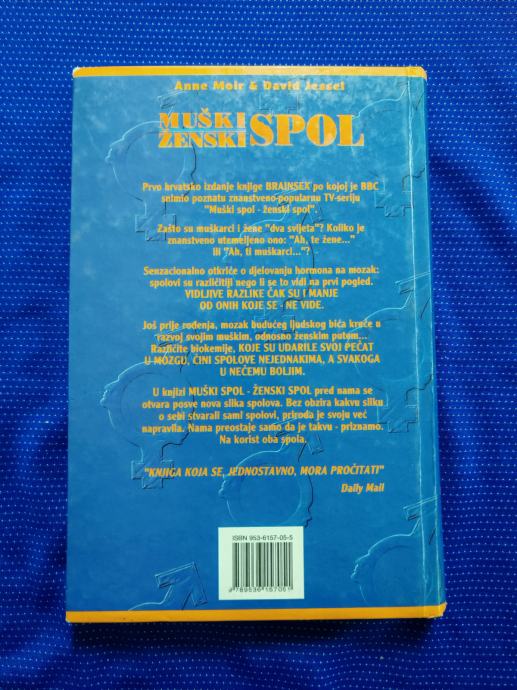 Anne Moir & David Jessel
MUŠKI
ŽENSKI SPOL
Prvo hrvatsko izdanje knjige BRAINSEX po kojoj je BBC
snimio poznatu znanstveno-popularnu TV-seriju
"Muški spol - ženski spol".
Zašto su muškarci i žene "dva svijeta"? Koliko je
znanstveno utemeljeno ono: "Ah, te žene..."
ili "Ah, ti muškarci..."?
Senzacionalno otkriće o djelovanju hormona na mozak:
spolovi su različitiji nego li se to vidi na prvi pogled.
VIDLJIVE RAZLIKE ČAK SU I MANJE
OD ONIH KOJE SE - NE VIDE.
Još prije rođenja, mozak budućeg ljudskog bića kreće u
razvoj svojim muškim, odnosno ženskim putom...
Različite biokemije, KOJE SU UDARILE SVOJ PEČAT
U MOZGU, ČINI SPOLOVE NEJEDNAKIMA, A SVAKOGA
U NEČEMU BOLJIM.
U knjizi MUŠKI SPOL - ŽENSKI SPOL pred nama se
otvara posve nova slika spolova. Bez obzira kakvu sliku
o sebi stvarali sami spolovi, priroda je svoju već
napravila. Nama preostaje samo da je takvu - priznamo.
Na korist oba spola.
"KNJIGA KOJA SE, JEDNOSTAVNO, MORA PROČITATI"
Daily Mail
ISBN 953-6157-05-5
9 789536 157051